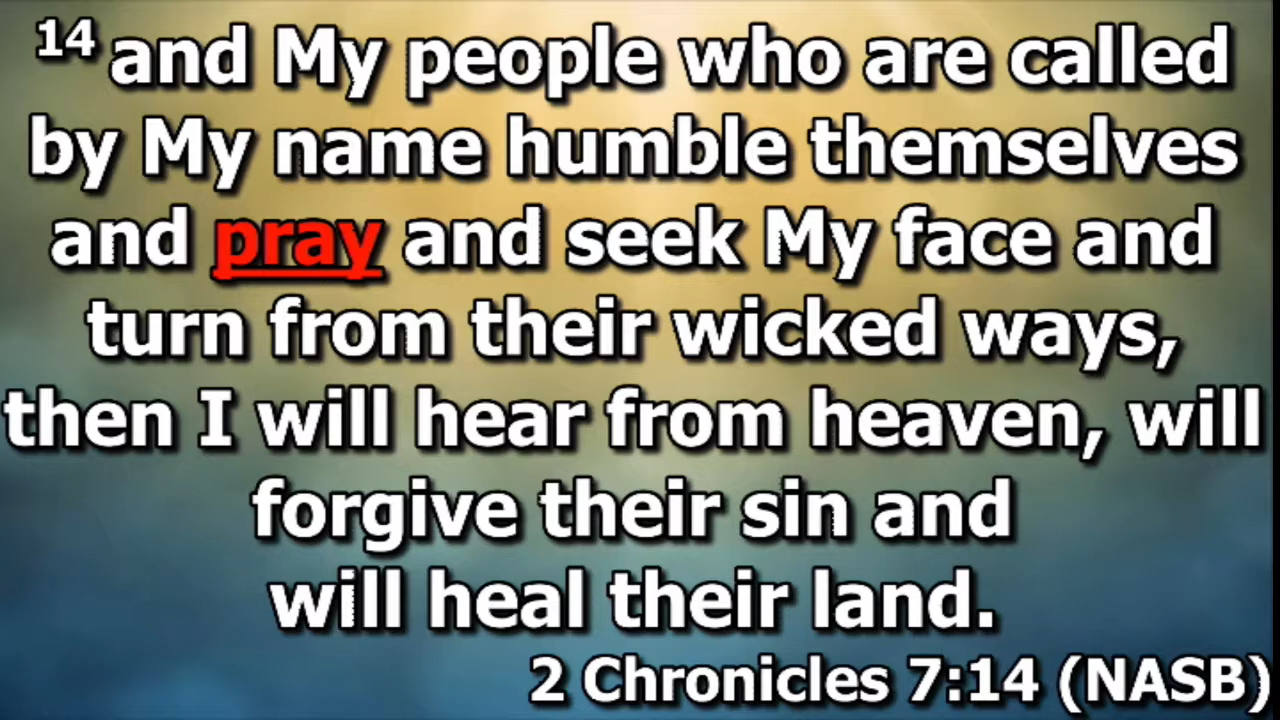 14 and My people who are called
by My name humble themselves
and pray and seek My face and
turn from their wicked ways,
then I will hear from heaven, will
forgive their sin and
will heal their land.
2 Chronicles 7:14 (NASB)